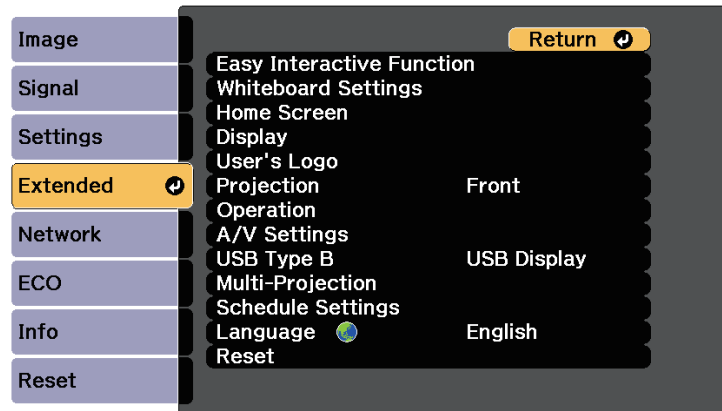 Image
Signal
Settings
Extended
Network
ECO
Info
Reset
Return
Easy Interactive Function
Whiteboard Settings
Home Screen
Display
User's Logo
Projection Front
Operation
A/V Settings
USB Type B USB Display
Multi-Projection
Schedule Settings
Language English
Reset